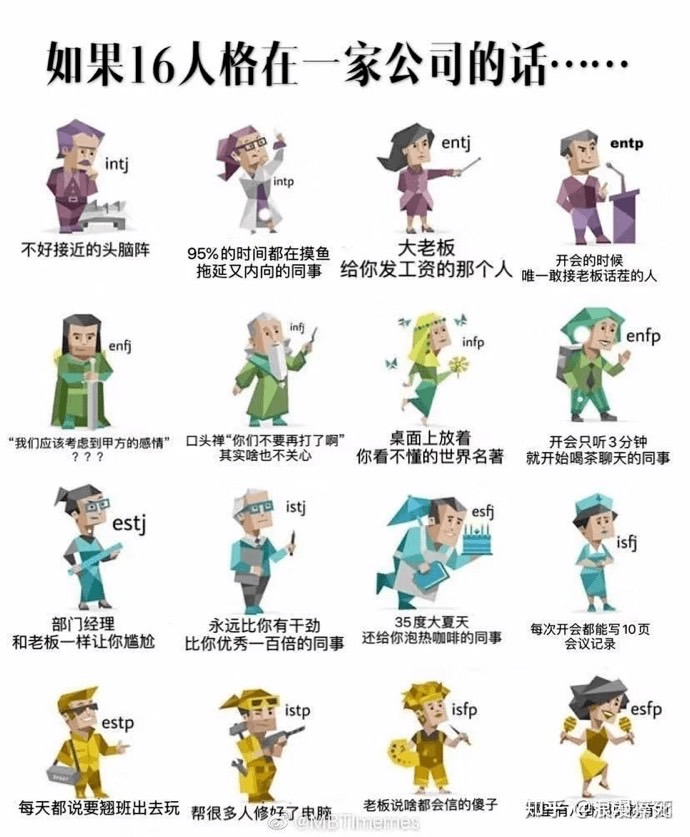 如果16人格在一家公司的话……
intj
不好接近的头脑阵
intp
95%的时间都在摸鱼
拖延又内向的同事
entj
大老板
给你发工资的那个人
entp
开会的时候
唯一敢接老板话茬的人
enfj
“我们应该考虑到甲方的感情”
？？？
infj
口头禅“你们不要再打了啊”
其实啥也不关心
infp
桌面上放着
你看不懂的世界名著
enfp
开会只听3分钟
就开始喝茶聊天的同事
estj
部门经理
和老板一样让你尴尬
istj
永远比你有干劲
比你优秀一百倍的同事
esfj
35度大夏天
还给你泡热咖啡的同事
isfj
每次开会都能写10页
会议记录
estp
SPORT
每天都说要翘班出去玩
istp
帮很多人修好了电脑
isfp
老板说啥都会信的傻子
esfp
知乎
@MBTImemes